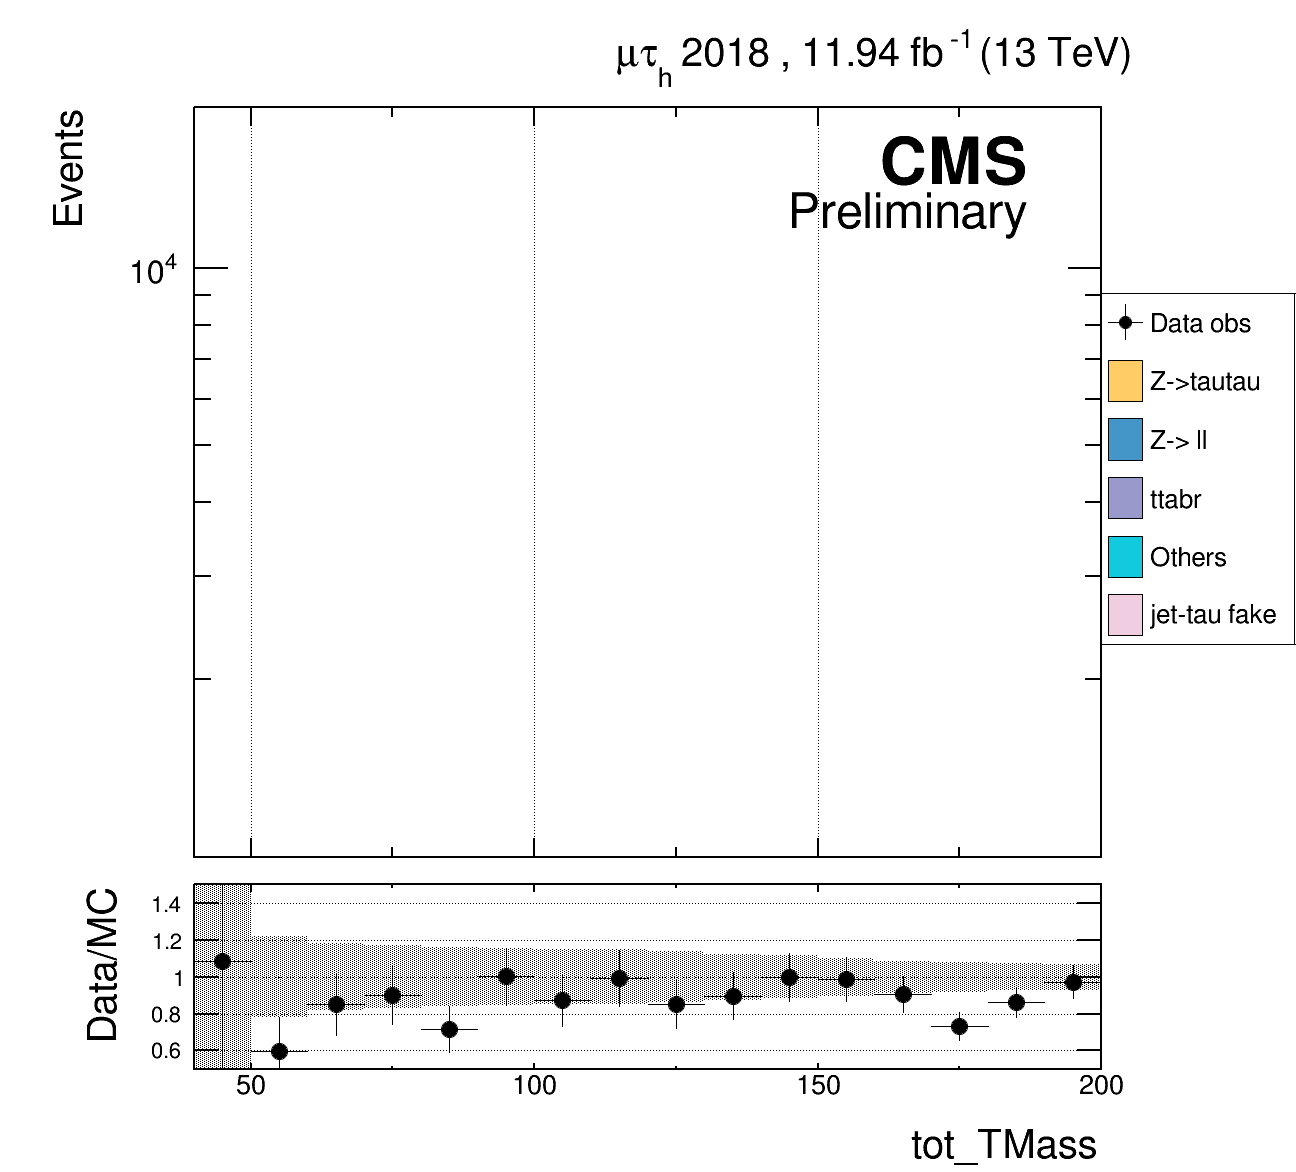 μτh 2018 , 11.94 fb-1 (13 TeV)
Events
CMS
Preliminary
10^4
Data obs
Z->tautau
Z-> ll
ttabr
Others
jet-tau fake
Data/MC
1.4
1.2
1
0.8
0.6
50 100 150 200
tot_TMass